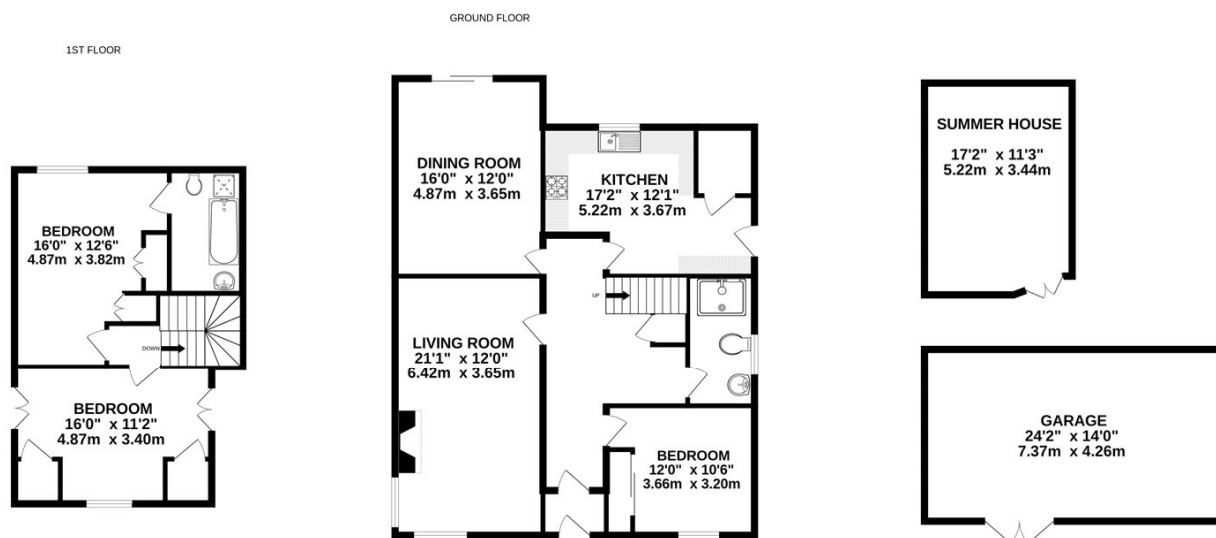 GROUND FLOOR
1ST FLOOR
BEDROOM
16'0" x 12'6"
4.87m x 3.82m
DOWN
BEDROOM
16'0" x 11'2"
4.87m x 3.40m
DINING ROOM
16'0" x 12'0"
4.87m x 3.65m
KITCHEN
17'2" x 12'1"
5.22m x 3.67m
UP
LIVING ROOM
21'1" x 12'0"
6.42m x 3.65m
BEDROOM
12'0" x 10'6"
3.66m x 3.20m
SUMMER HOUSE
17'2" x 11'3"
5.22m x 3.44m
GARAGE
24'2" x 14'0"
7.37m x 4.26m